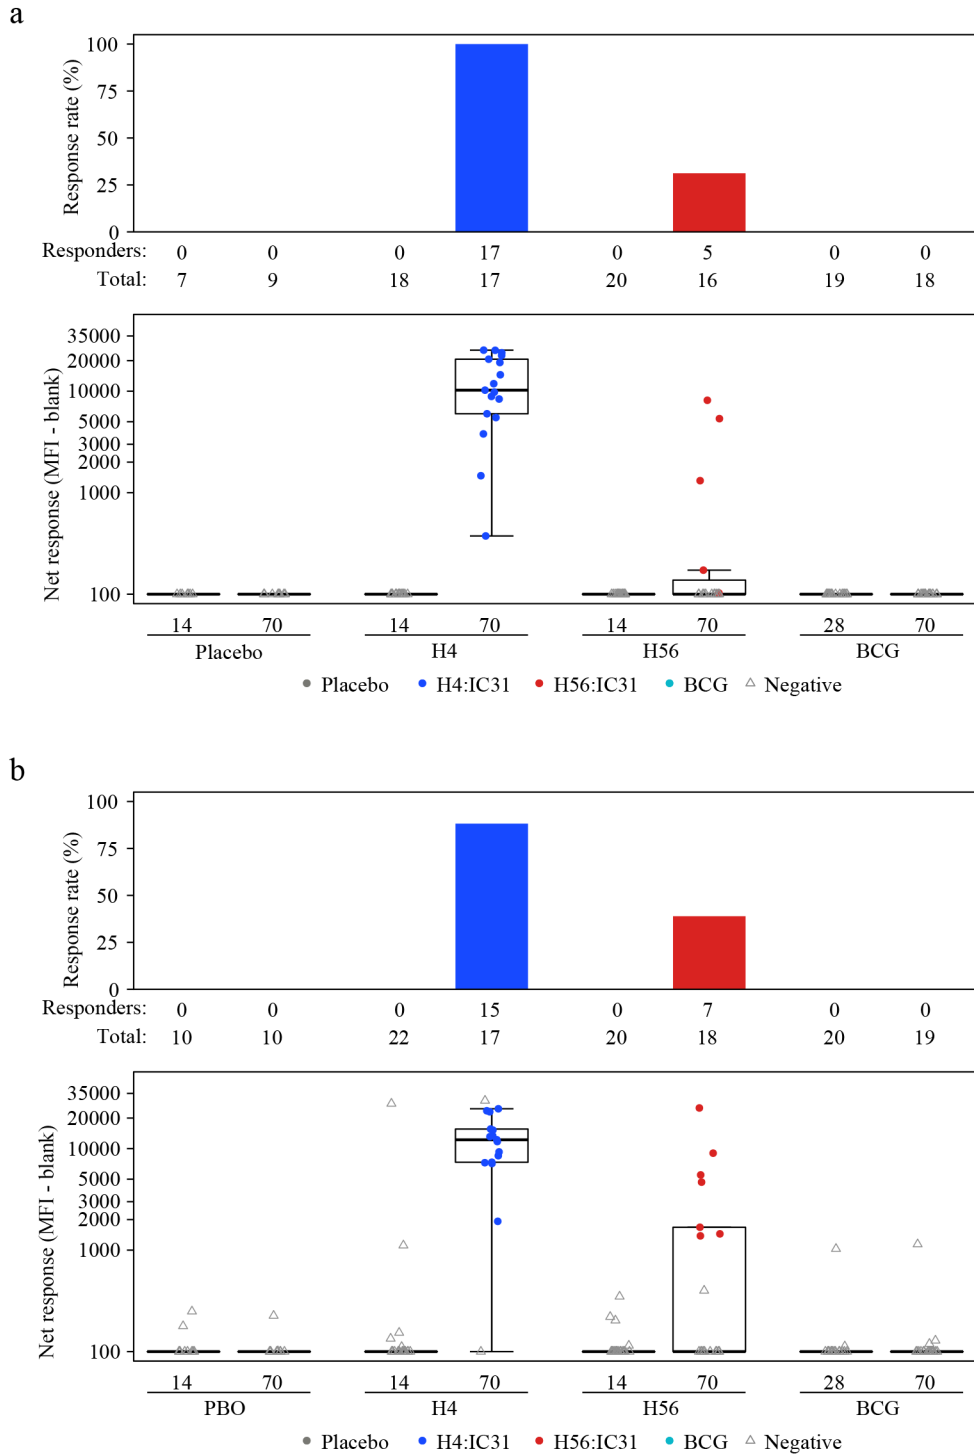 a
Response rate (%)
100
75
50
25
0
Responders: 0 0 0 17 0 5 0 0
Total: 7 9 18 17 20 16 19 18
Net response (MFI - blank)
35000
20000
10000
5000
3000
2000
1000
100
14 70 14 70 14 70 28 70
Placebo H4 H56 BCG
Placebo H4:IC31 H56:IC31 BCG Negative
b
Response rate (%)
100
75
50
25
0
Responders: 0 0 0 15 0 7 0 0
Total: 10 10 22 17 20 18 20 19
Net response (MFI - blank)
35000
20000
10000
5000
3000
2000
1000
100
14 70 14 70 14 70 28 70
PBO H4 H56 BCG
Placebo H4:IC31 H56:IC31 BCG Negative